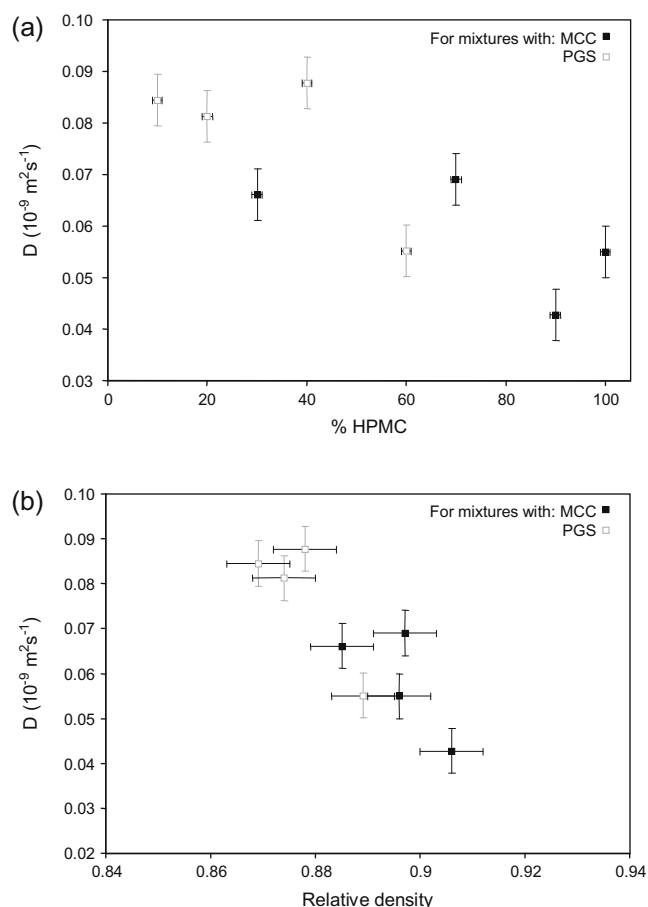 (a)
0.10
0.09
0.08
0.07
0.06
0.05
0.04
0.03
D (10⁻⁹ m²s⁻¹)
For mixtures with: MCC
PGS
0 20 40 60 80 100
% HPMC
(b)
0.10
0.09
0.08
0.07
0.06
0.05
0.04
0.03
0.02
D (10⁻⁹ m²s⁻¹)
For mixtures with: MCC
PGS
0.84 0.86 0.88 0.9 0.92 0.94
Relative density